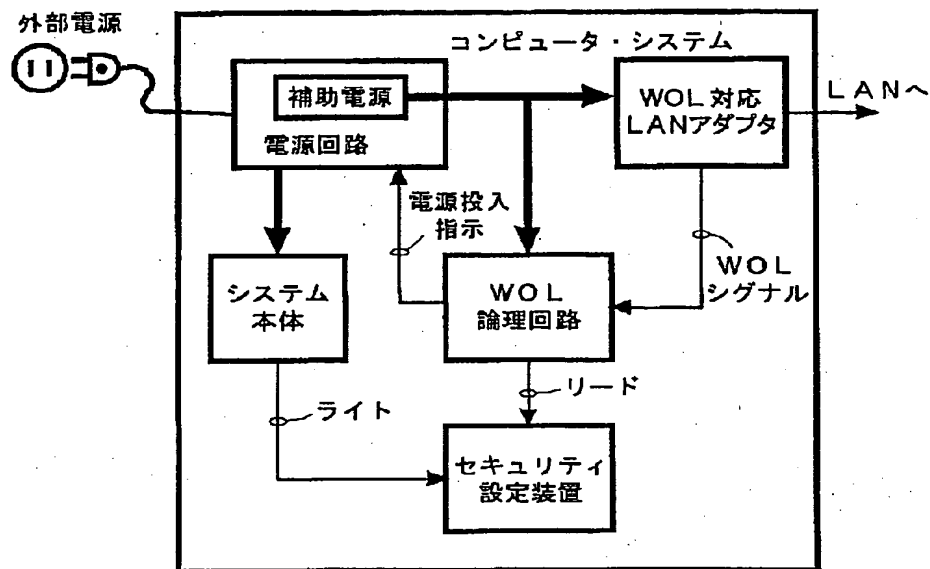 外部電源
コンピュータ・システム
補助電源
電源回路
WOL対応
LANアダプタ
LANへ
電源投入
指示
WOL
シグナル
システム
本体
WOL
論理回路
リード
ライト
セキュリティ
設定装置